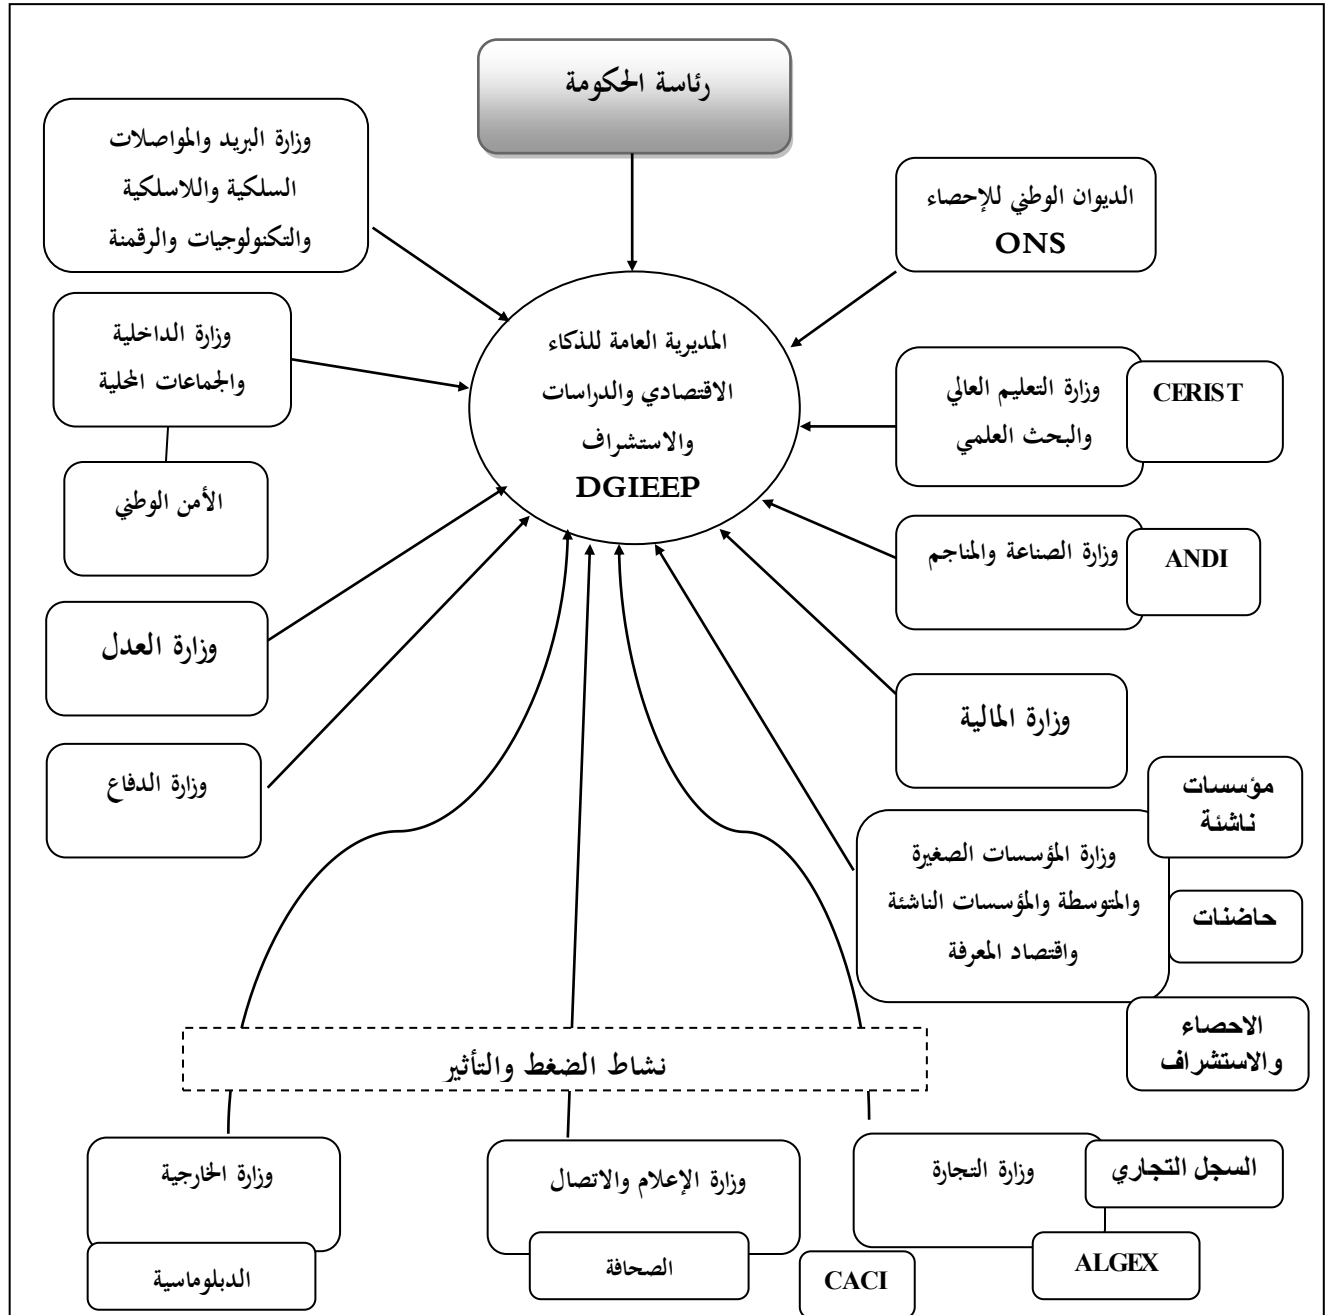 رئاسة الحكومة
وزارة البريد والمواصلات
السلكية واللاسلكية
والتكنولوجيات والرقمنة
الديوان الوطني للإحصاء
ONS
وزارة الداخلية
والجماعات المحلية
المديرية العامة للذكاء
الاقتصادي والدراسات
والاستشراف
DGIEEP
وزارة التعليم العالي
والبحث العلمي
CERIST
الأمن الوطني
وزارة الصناعة والمناجم
ANDI
وزارة العدل
وزارة المالية
وزارة الدفاع
مؤسسات
ناشئة
وزارة المؤسسات الصغيرة
والمتوسطة والمؤسسات الناشئة
واقتصاد المعرفة
حاضنات
الاحصاء
والاستشراف
نشاط الضغط والتأثير
السجل التجاري
وزارة التجارة
وزارة الإعلام والاتصال
وزارة الخارجية
ALGEX
CACI
الصحافة
الدبلوماسية